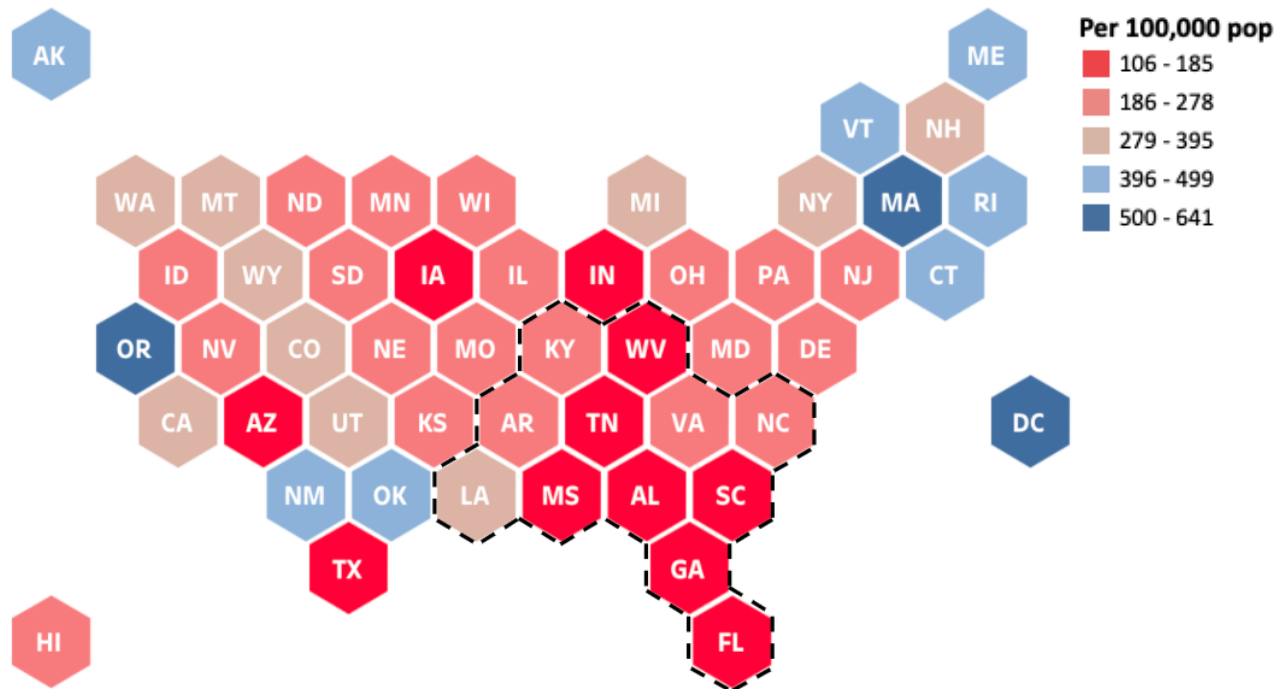 AK
ME
Per 100,000 pop
106 - 185
186 - 278
279 - 395
396 - 499
500 - 641
VT NH
WA MT ND MN WI MI NY MA RI
ID WY SD IA IL IN OH PA NJ CT
OR NV CO NE MO KY WV MD DE
CA AZ UT KS AR TN VA NC DC
NM OK LA MS AL SC
TX GA
HI FL